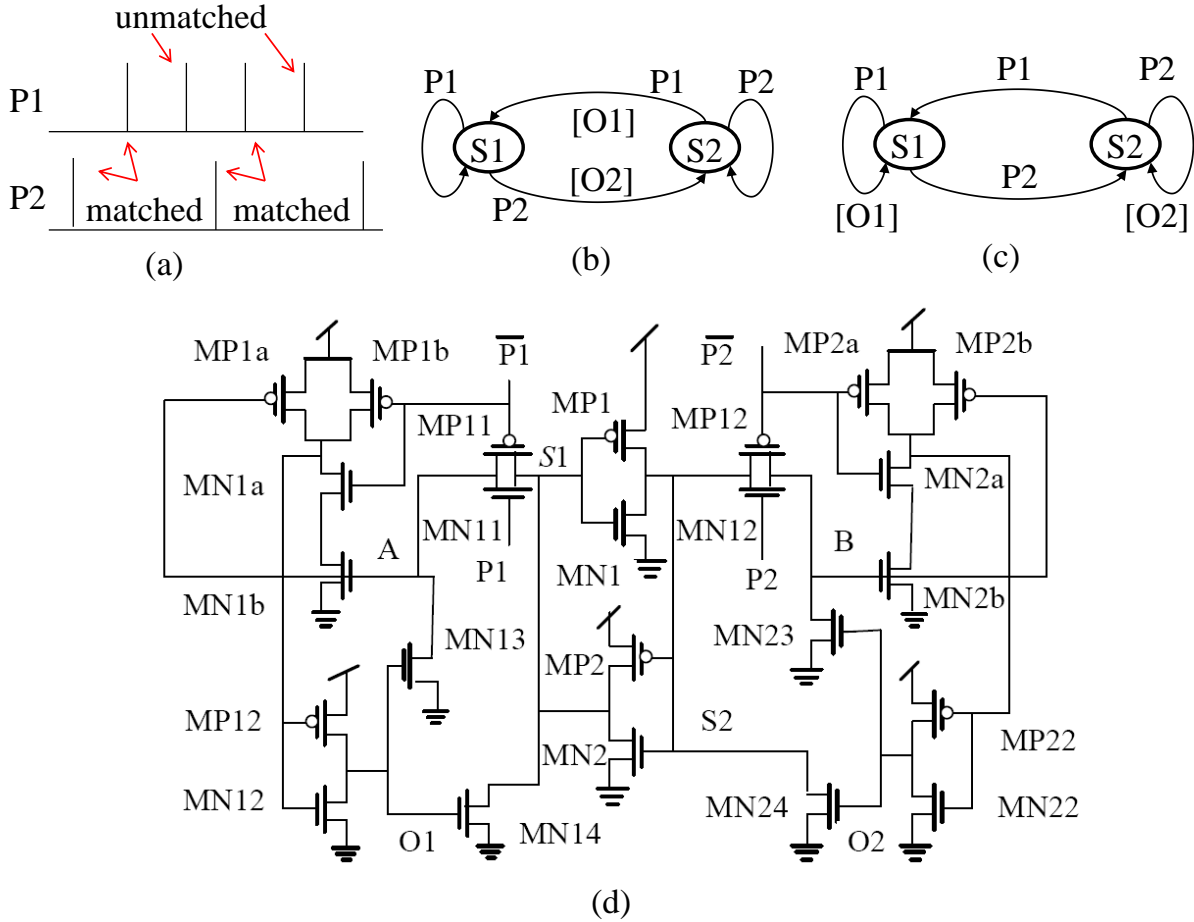 unmatched
P1
P2
matched
matched
(a)
P1
P1
P2
[O1]
S1
S2
[O2]
P2
(b)
P1
P1
P2
S1
S2
P2
[O1]
[O2]
(c)
MP1a
MP1b
P1
MP1
P2
MP2a
MP2b
MP11
MP12
S1
MN1a
MN2a
MN11
MN12
A
B
P1
MN1
P2
MN1b
MN2b
MN13
MN23
MP2
MP12
S2
MP22
MN2
MN12
MN24
MN22
O1
MN14
O2
(d)